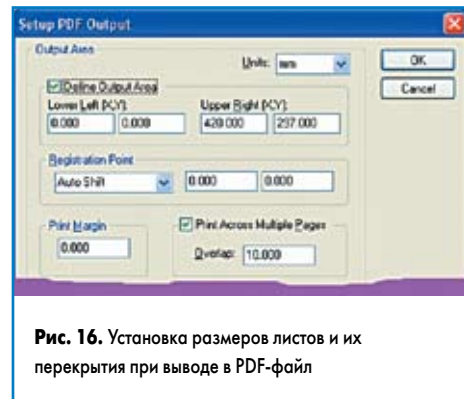 Setup PDF Output
Output Area
Units: mm
OK
Cancel
Define Output Area
Lower Left (X,Y):
Upper Right (X,Y):
0.000 0.000 420.000 297.000
Registration Point
Auto Shift 0.000 0.000
Print Margin
Print Across Multiple Pages
0.000
Overlap: 10.000
Рис. 16. Установка размеров листов и их
перекрытия при выводе в PDF-файл